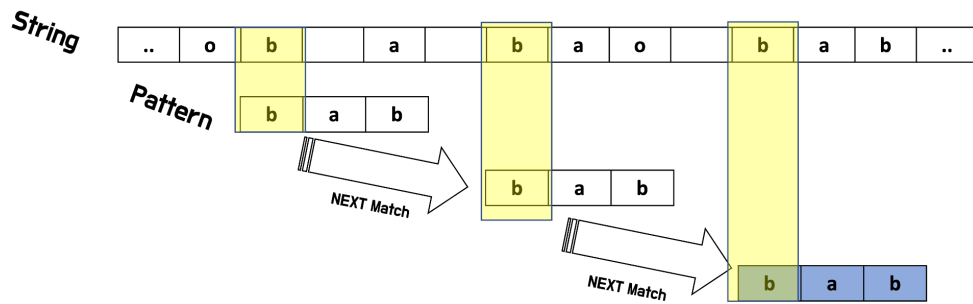 String
.. o b a b a o b a b ..
Pattern
b a b
NEXT Match
b a b
NEXT Match
b a b